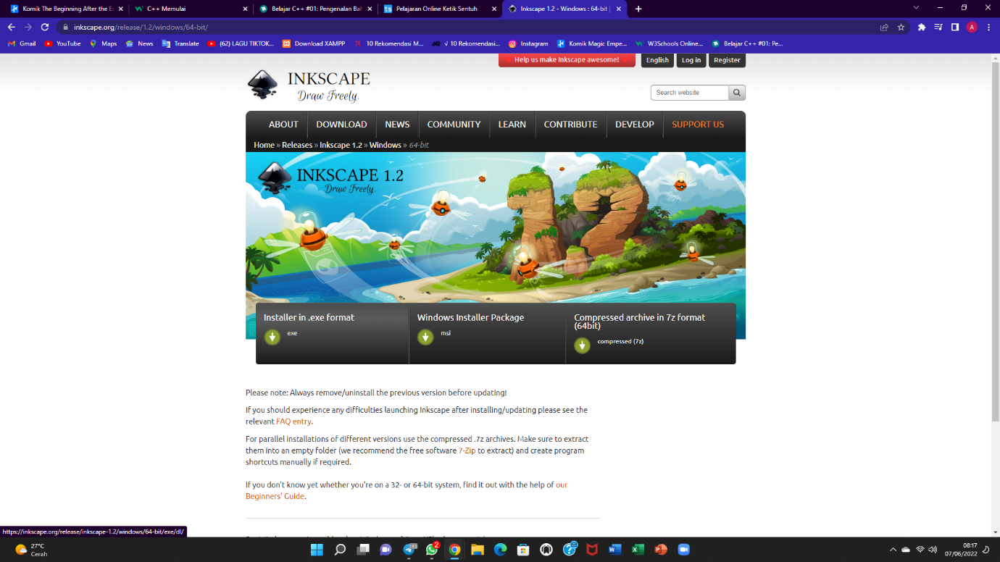 Komik The Beginning After the E
C++ Memulai
Belajar C++ #01: Pengenalan Bah
Pelajaran Online Ketik Sentuh
Inkscape 1.2 - Windows : 64-bit |
inkscape.org/release/1.2/windows/64-bit/
A
Gmail
YouTube
Maps
News
Translate
(62) LAGU TIKTOK...
Download XAMPP
10 Rekomendasi M...
√ 10 Rekomendasi...
Instagram
Komik Magic Empe...
W3Schools Online...
Belajar C++ #01: Pe...
Help us make Inkscape awesome!
English
Log in
Register
INKSCAPE
Draw Freely.
Search website
ABOUT
DOWNLOAD
NEWS
COMMUNITY
LEARN
CONTRIBUTE
DEVELOP
SUPPORT US
Home » Releases » Inkscape 1.2 » Windows » 64-bit
INKSCAPE 1.2
Draw Freely.
1.2
Installer in .exe format
exe
Windows Installer Package
msi
Compressed archive in 7z format
(64bit)
compressed (7z)
Please note: Always remove/uninstall the previous version before updating!
If you should experience any difficulties launching Inkscape after installing/updating please see the
relevant FAQ entry.
For parallel installations of different versions use the compressed .7z archives. Make sure to extract
them into an empty folder (we recommend the free software 7-Zip to extract) and create program
shortcuts manually if required.
If you don't know yet whether you're on a 32- or 64-bit system, find it out with the help of our
Beginners' Guide.
https://inkscape.org/release/inkscape-1.2/windows/64-bit/exe/dl/
27°C
Cerah
2
08:17
07/06/2022